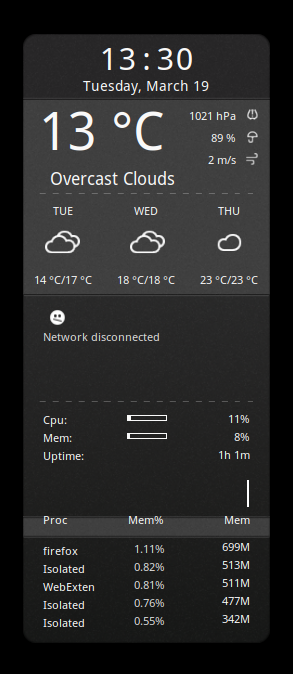 13:30
Tuesday, March 19
13 °C
1021 hPa
89 %
2 m/s
Overcast Clouds
TUE WED THU
14 °C/17 °C 18 °C/18 °C 23 °C/23 °C
Network disconnected
Cpu: 11%
Mem: 8%
Uptime: 1h 1m
Proc Mem% Mem
firefox 1.11% 699M
Isolated 0.82% 513M
WebExten 0.81% 511M
Isolated 0.76% 477M
Isolated 0.55% 342M